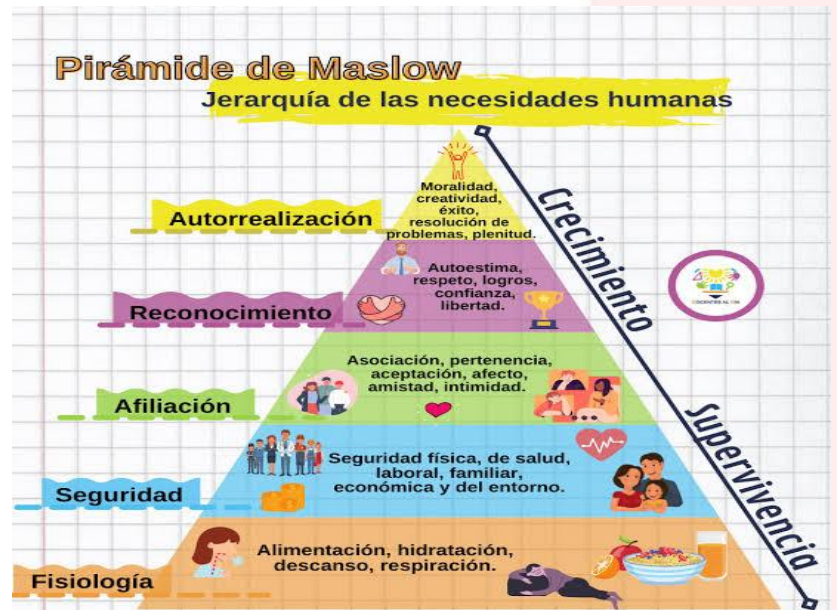 Pirámide de Maslow
Jerarquía de las necesidades humanas
Autorrealización
Moralidad,
creatividad,
éxito,
resolución de
problemas, plenitud.
Reconocimiento
Autoestima,
respeto, logros,
confianza,
libertad.
Afiliación
Asociación, pertenencia,
aceptación, afecto,
amistad, intimidad.
Seguridad
Seguridad física, de salud,
laboral, familiar,
económica y del entorno.
Fisiología
Alimentación, hidratación,
descanso, respiración.
Crecimiento
Supervivencia